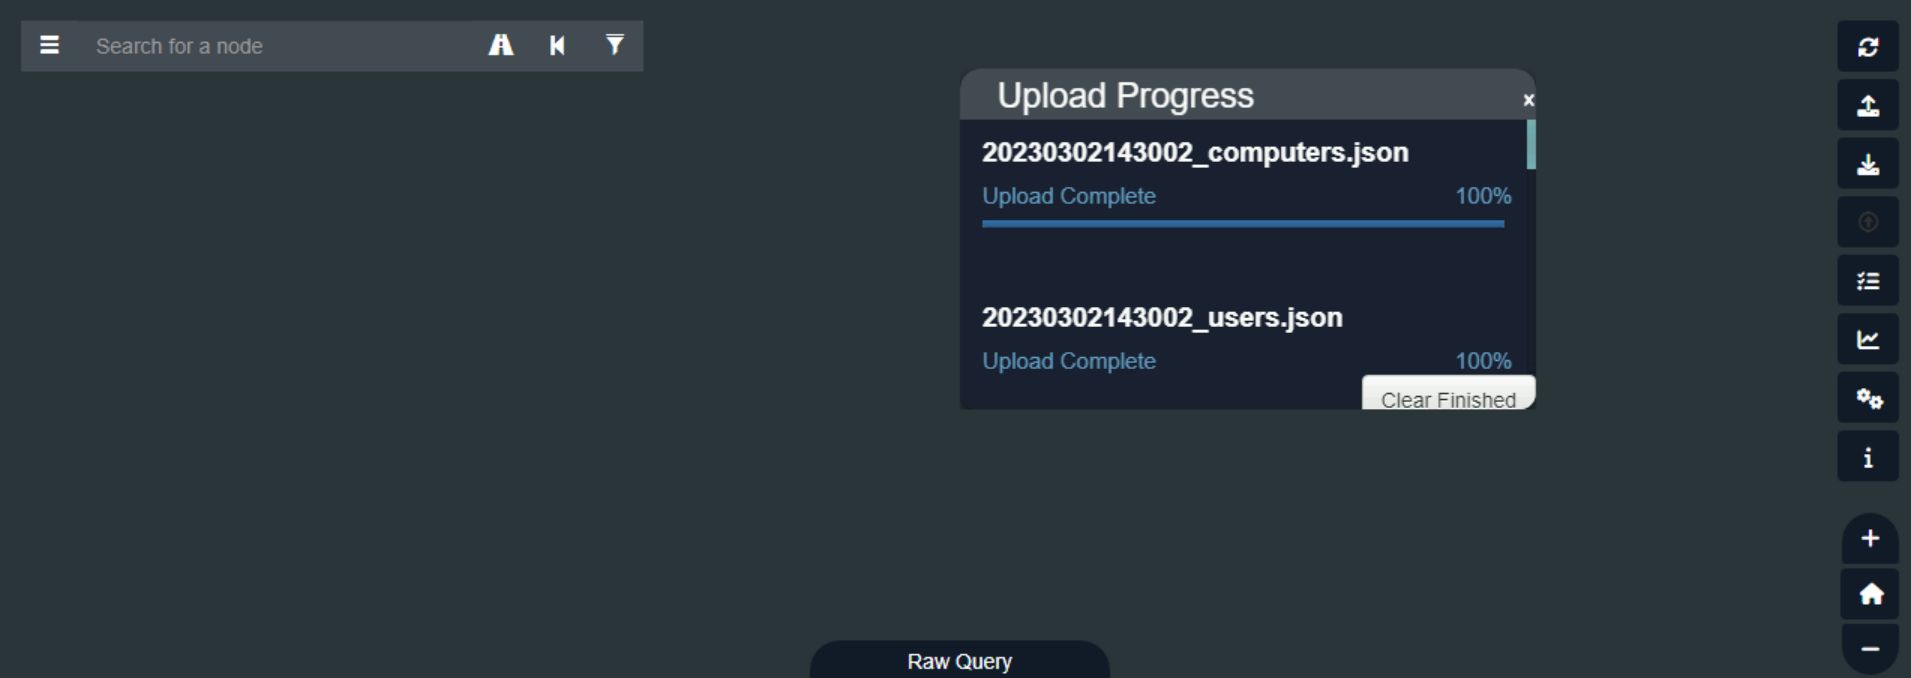 Search for a node
Upload Progress
x
20230302143002_computers.json
Upload Complete 100%
20230302143002_users.json
Upload Complete 100%
Clear Finished
Raw Query